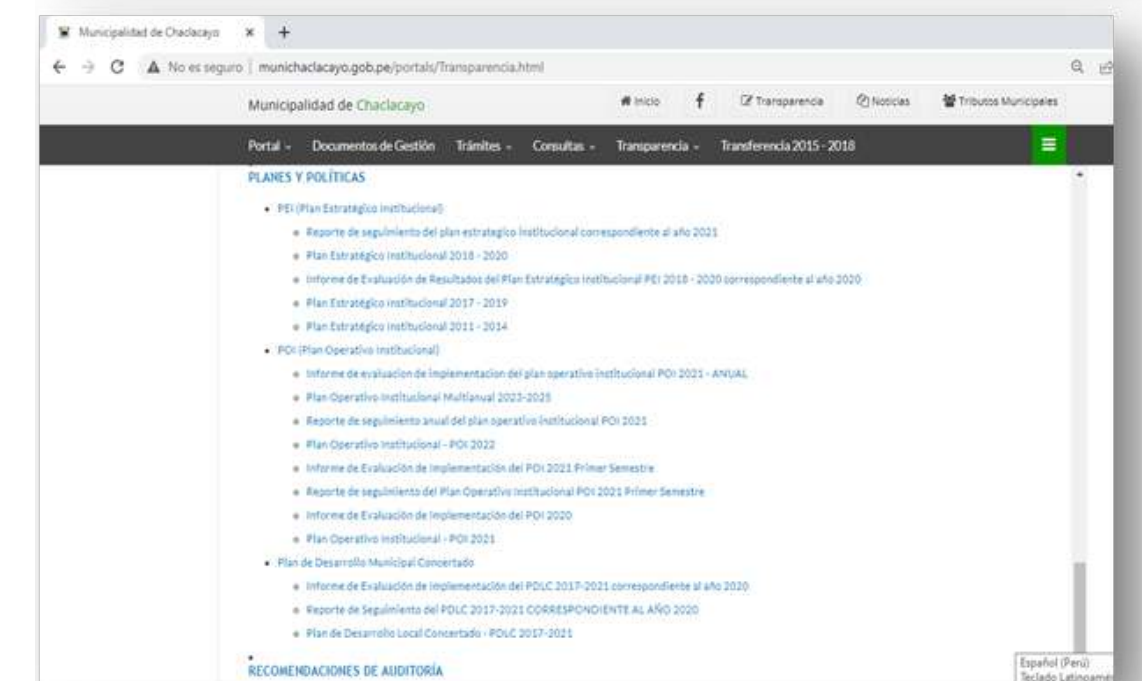 Municipalidad de Chaclacayo × +
No es seguro | munichaclacayo.gob.pe/portals/Transparencia.html
Municipalidad de Chaclacayo Inicio f Transparencia Noticias Tributos Municipales
Portal Documentos de Gestión Trámites Consultas Transparencia Transferencia 2015 - 2018
PLANES Y POLÍTICAS
PEI (Plan Estratégico Institucional)
Reporte de seguimiento del plan estrategico institucional correspondiente al año 2021
Plan Estratégico Institucional 2018 - 2020
Informe de Evaluación de Resultados del Plan Estratégico Institucional PEI 2018 - 2020 correspondiente al año 2020
Plan Estratégico Institucional 2017 - 2019
Plan Estratégico Institucional 2011 - 2014
POI (Plan Operativo Institucional)
Informe de evaluacion de implementacion del plan operativo institucional POI 2021 - ANUAL
Plan Operativo Institucional Multianual 2023-2025
Reporte de seguimiento anual del plan operativo institucional POI 2021
Plan Operativo Institucional - POI 2022
Informe de Evaluación de Implementación del POI 2021 Primer Semestre
Reporte de seguimiento del Plan Operativo Institucional POI 2021 Primer Semestre
Informe de Evaluación de Implementación del POI 2020
Plan Operativo Institucional - POI 2021
Plan de Desarrollo Municipal Concertado
Informe de Evaluación de Implementación del PDLC 2017-2021 correspondiente al año 2020
Reporte de Seguimiento del PDLC 2017-2021 CORRESPONDIENTE AL AÑO 2020
Plan de Desarrollo Local Concertado - PDLC 2017-2021
RECOMENDACIONES DE AUDITORÍA
Español (Perú)
Teclado Latinoamer